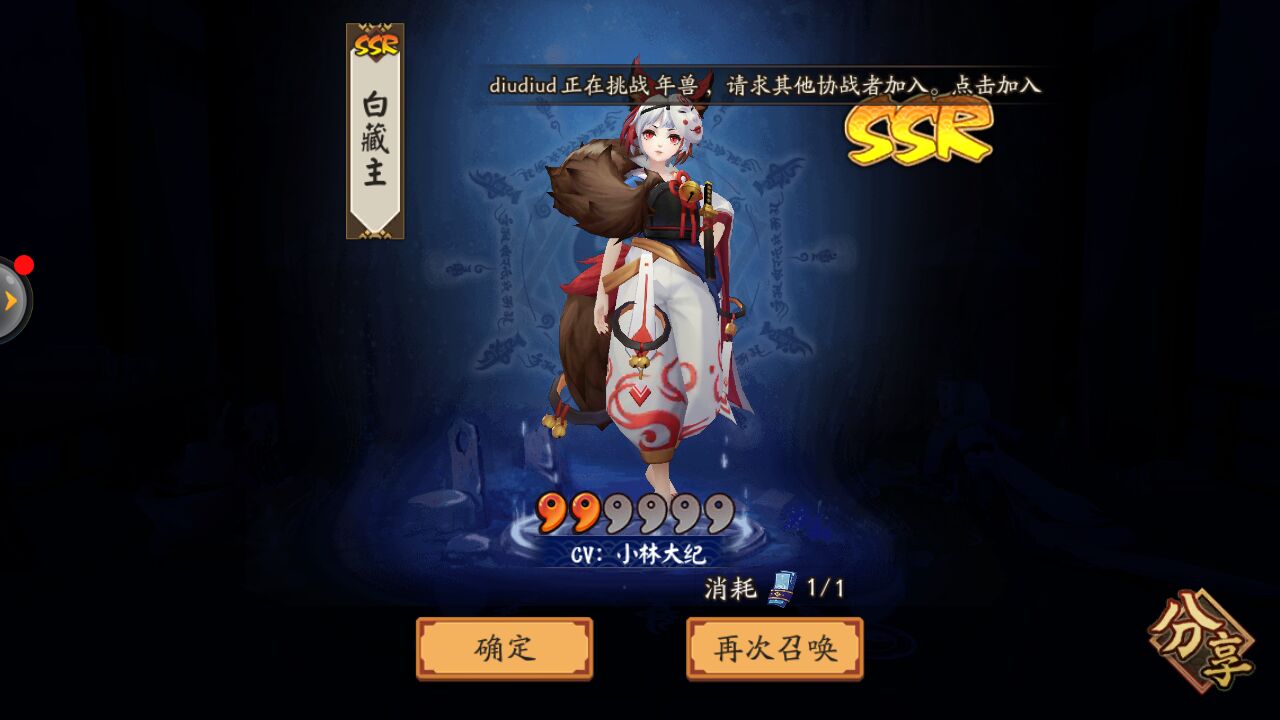 SSR
白藏主
diudiud 正在挑战 年兽，请求其他协战者加入。点击加入
SSR
CV：小林大纪
消耗 1/1
确定
再次召唤
分享